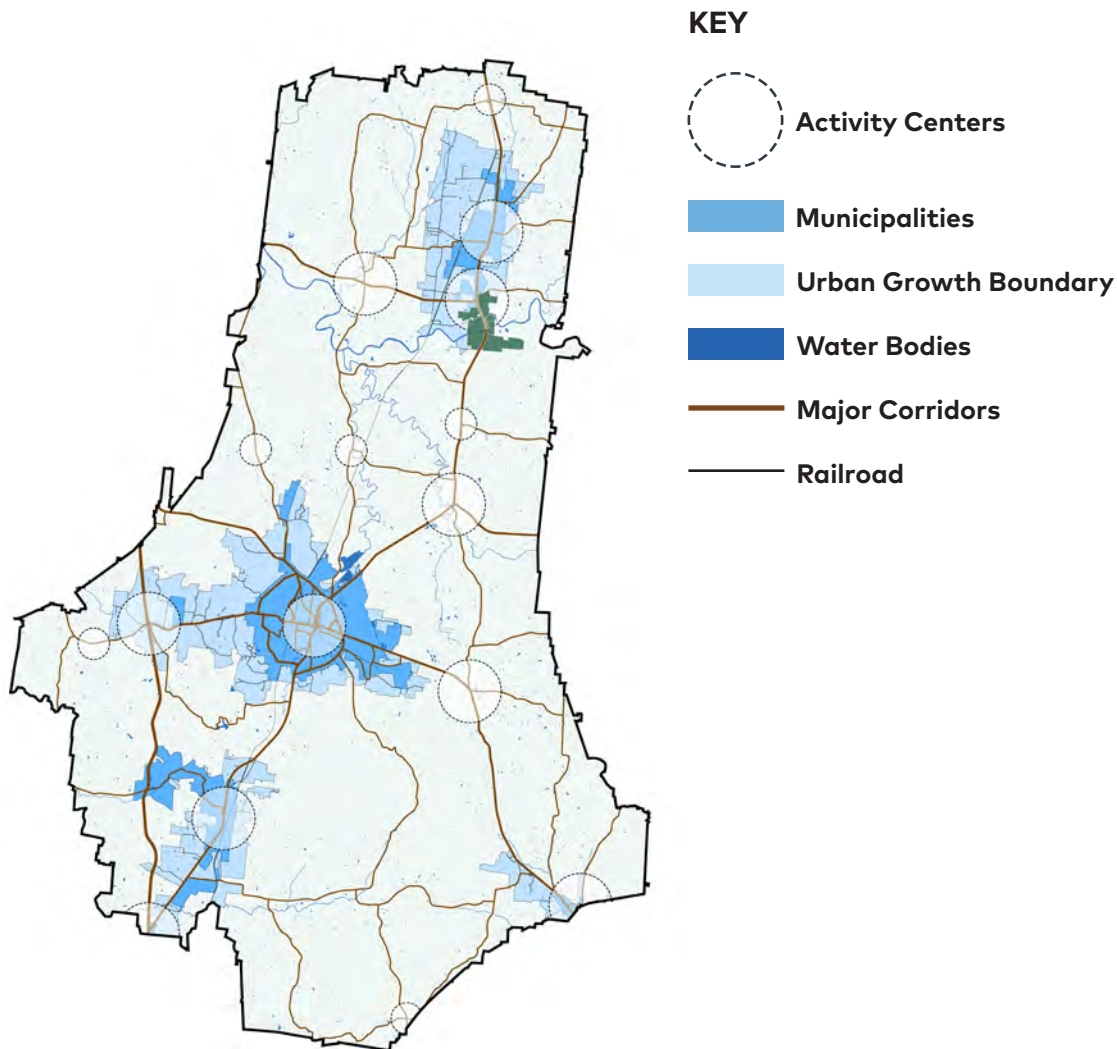 KEY
Activity Centers
Municipalities
Urban Growth Boundary
Water Bodies
Major Corridors
Railroad